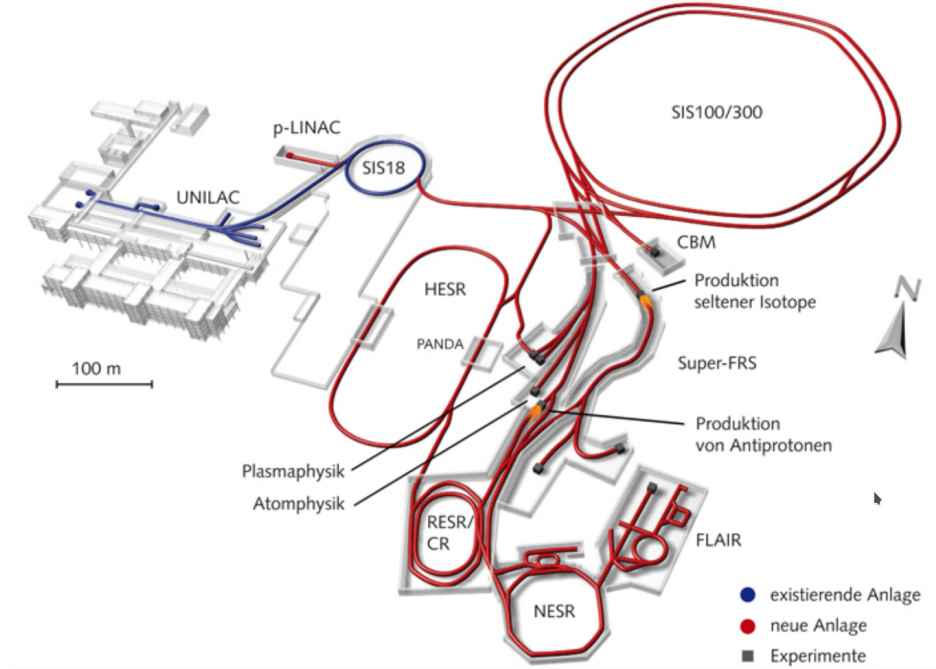 SIS100/300
p-LINAC
SIS18
UNILAC
CBM
Produktion
seltener Isotope
N
HESR
PANDA
Super-FRS
100 m
Produktion
von Antiprotonen
Plasmaphysik
Atomphysik
RESR/
CR
FLAIR
NESR
existierende Anlage
neue Anlage
Experimente